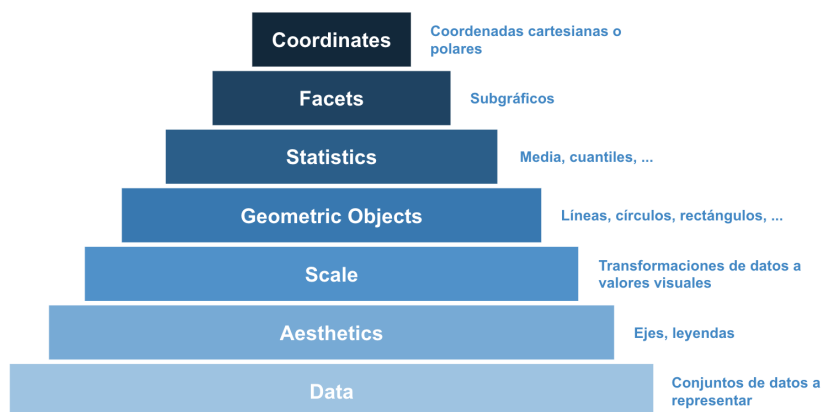 Coordinates
Coordenadas cartesianas o
polares
Facets
Subgráficos
Statistics
Media, cuantiles, ...
Geometric Objects
Líneas, círculos, rectángulos, ...
Scale
Transformaciones de datos a
valores visuales
Aesthetics
Ejes, leyendas
Data
Conjuntos de datos a
representar